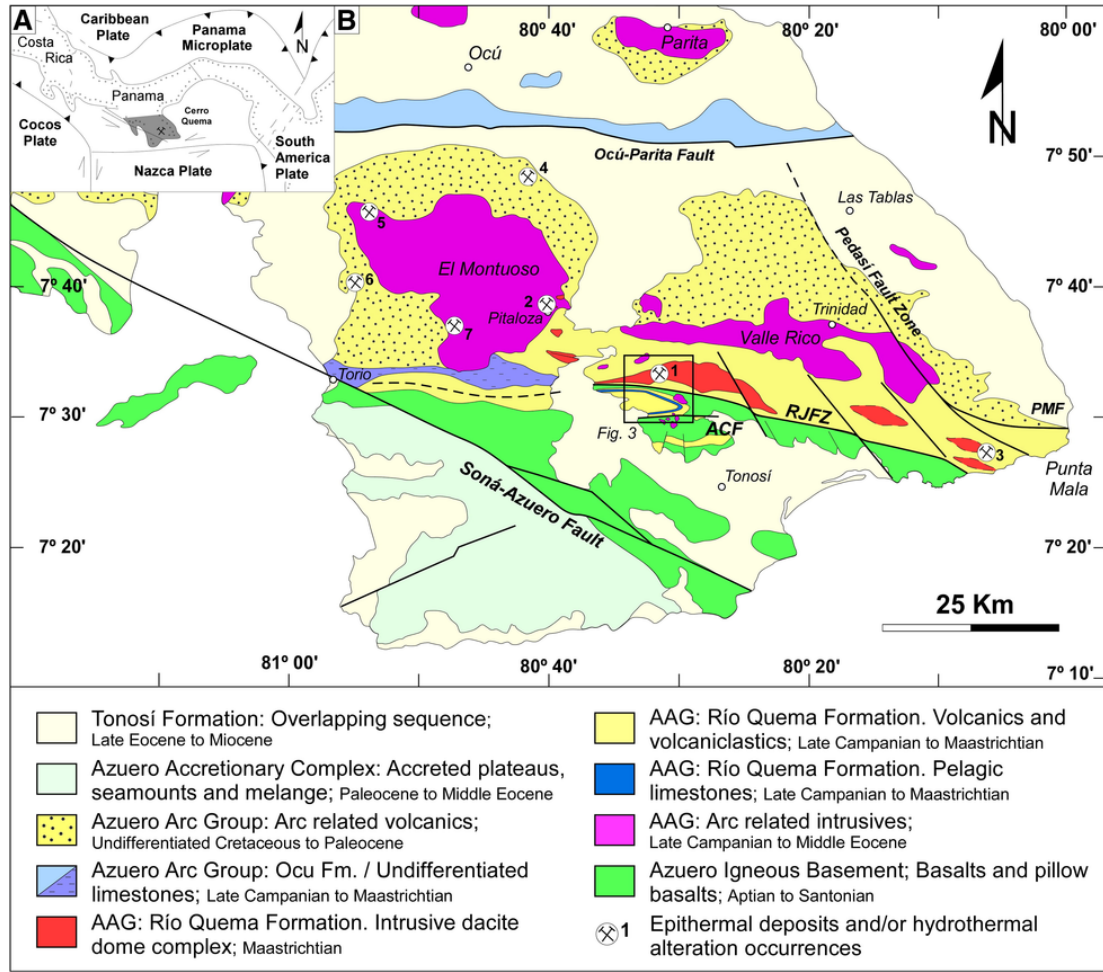 A
Caribbean
Plate
Panama
Microplate
N
Costa
Rica
Panama
Cerro
Quema
Cocos
Plate
South
America
Plate
Nazca Plate
B
80º 40'
80º 20'
80º 00'
Parita
Ocú
N
Ocú-Parita Fault
7º 50'
4
Las Tablas
5
Pedasí Fault Zone
El Montuoso
7º 40'
6
7º 40'
2
Pitaloza
Trinidad
7
Valle Rico
1
Torio
RJFZ
PMF
7º 30'
7º 30'
Fig. 3
ACF
3
Punta
Mala
Soná-Azuero Fault
Tonosí
7º 20'
7º 20'
25 Km
81º 00'
80º 40'
80º 20'
7º 10'
Tonosí Formation: Overlapping sequence;
Late Eocene to Miocene
Azuero Accretionary Complex: Accreted plateaus,
seamounts and melange; Paleocene to Middle Eocene
Azuero Arc Group: Arc related volcanics;
Undifferentiated Cretaceous to Paleocene
Azuero Arc Group: Ocu Fm. / Undifferentiated
limestones; Late Campanian to Maastrichtian
AAG: Río Quema Formation. Intrusive dacite
dome complex; Maastrichtian
AAG: Río Quema Formation. Volcanics and
volcaniclastics; Late Campanian to Maastrichtian
AAG: Río Quema Formation. Pelagic
limestones; Late Campanian to Maastrichtian
AAG: Arc related intrusives;
Late Campanian to Middle Eocene
Azuero Igneous Basement; Basalts and pillow
basalts; Aptian to Santonian
1 Epithermal deposits and/or hydrothermal
alteration occurrences